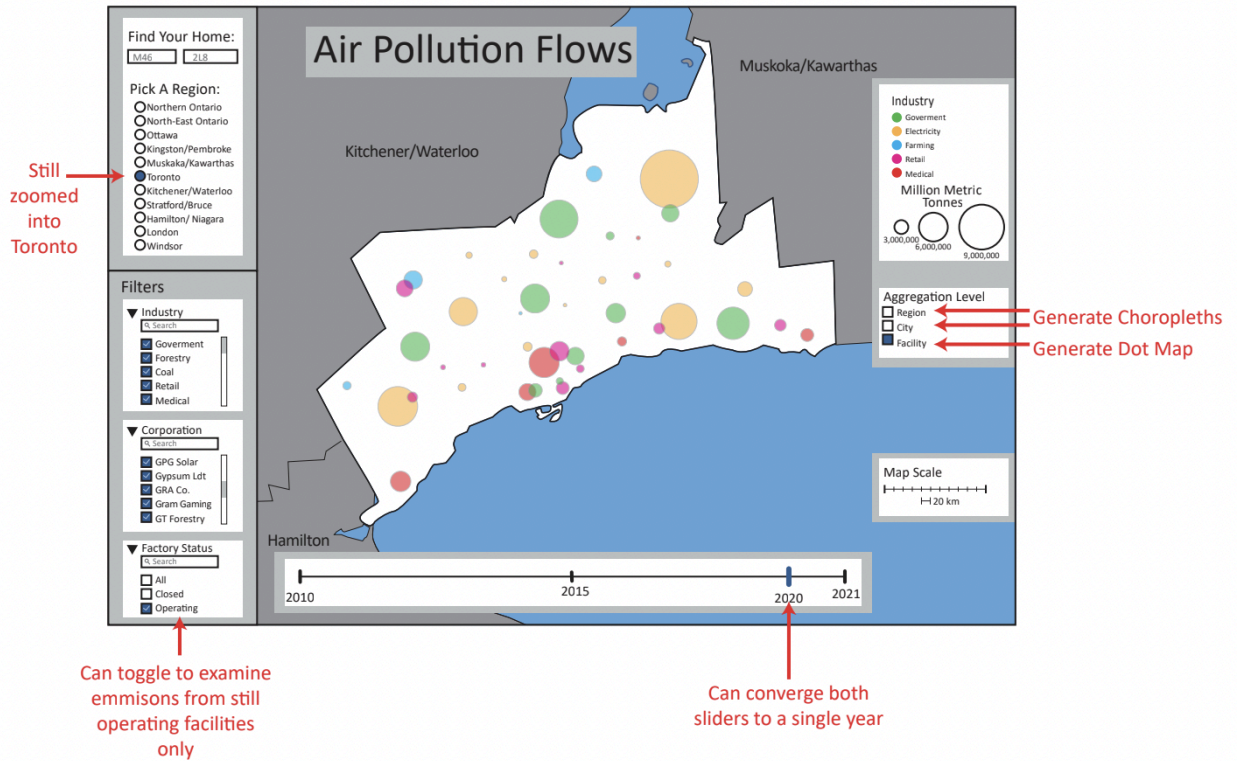 Find Your Home:
M46 2L8
Pick A Region:
Northern Ontario
North-East Ontario
Ottawa
Kingston/Pembroke
Muskaka/Kawarthas
Toronto
Kitchener/Waterloo
Stratford/Bruce
Hamilton/ Niagara
London
Windsor
Still
zoomed
into
Toronto
Filters
Industry
Search
Goverment
Forestry
Coal
Retail
Medical
Corporation
Search
GPG Solar
Gypsum Ldt
GRA Co.
Gram Gaming
GT Forestry
Factory Status
Search
All
Closed
Operating
Can toggle to examine
emmisons from still
operating facilities
only
Air Pollution Flows
Muskoka/Kawarthas
Kitchener/Waterloo
Hamilton
Industry
Goverment
Electricity
Farming
Retail
Medical
Million Metric
Tonnes
3,000,000
6,000,000
9,000,000
Aggregation Level
Region
City
Facility
Generate Choropleths
Generate Dot Map
Map Scale
20 km
2010
2015
2020
2021
Can converge both
sliders to a single year